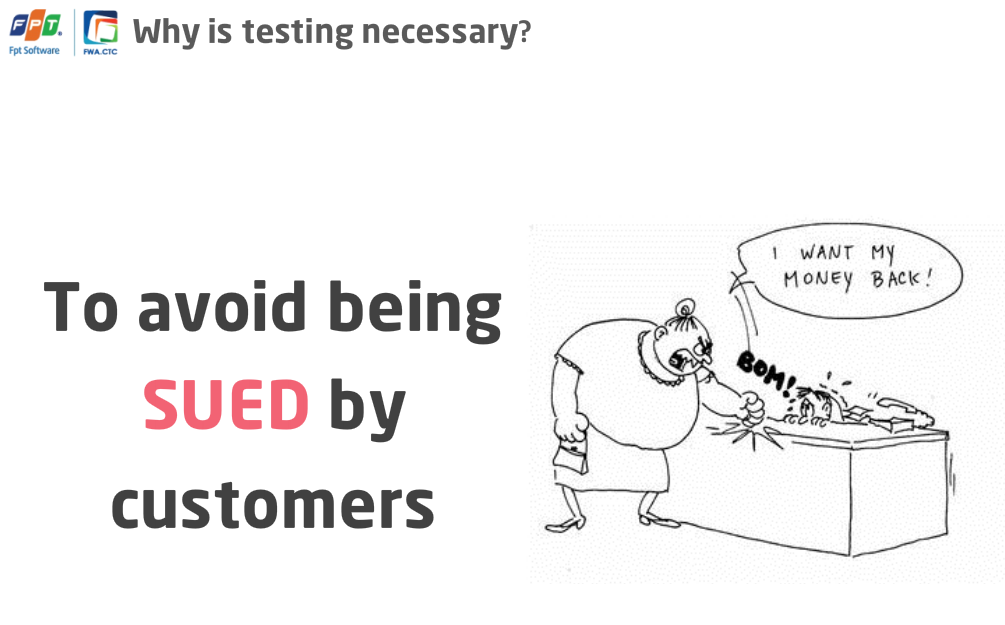 FPT.
Fpt Software
FWA.CTC
Why is testing necessary?
To avoid being
SUED by
customers
I WANT MY
MONEY BACK!
BOM!